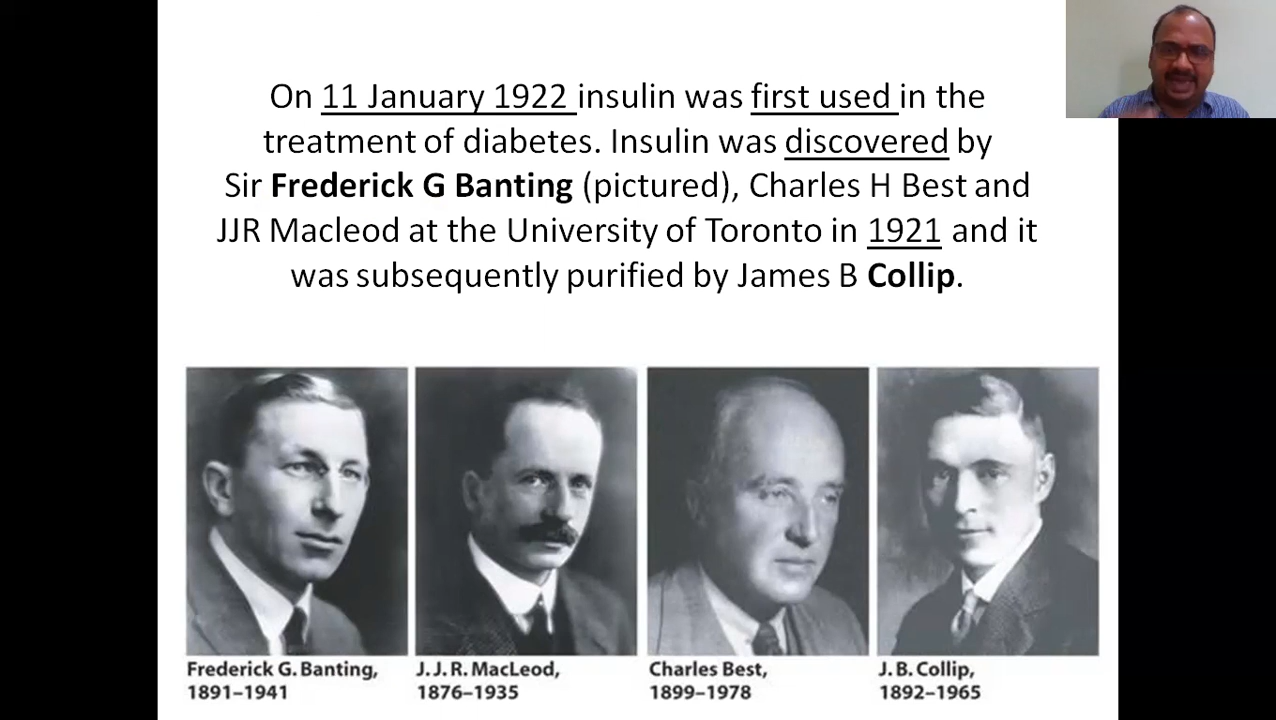 On 11 January 1922 insulin was first used in the
treatment of diabetes. Insulin was discovered by
Sir Frederick G Banting (pictured), Charles H Best and
JJR Macleod at the University of Toronto in 1921 and it
was subsequently purified by James B Collip.
Frederick G. Banting,
1891–1941
J. J. R. MacLeod,
1876–1935
Charles Best,
1899–1978
J. B. Collip,
1892–1965